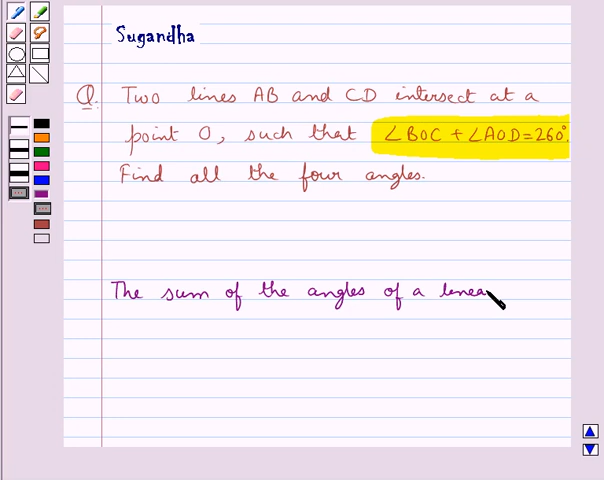 Sugandha
Q. Two lines AB and CD intersect at a
point O, such that ∠BOC + ∠AOD = 260°.
Find all the four angles.
The sum of the angles of a linea